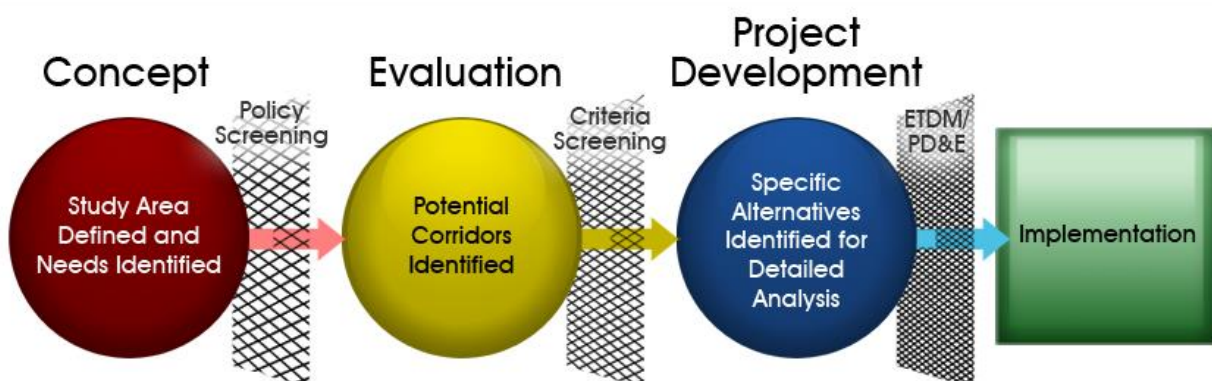 Concept
Policy
Screening
Study Area
Defined and
Needs Identified
Evaluation
Criteria
Screening
Potential
Corridors
Identified
Project
Development
ETDM/
PD&E
Specific
Alternatives
Identified for
Detailed
Analysis
Implementation